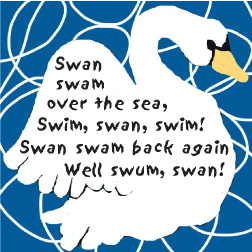 Swan
swam
over the sea,
Swim, swan, swim!
Swan swam back again
Well swum, swan!